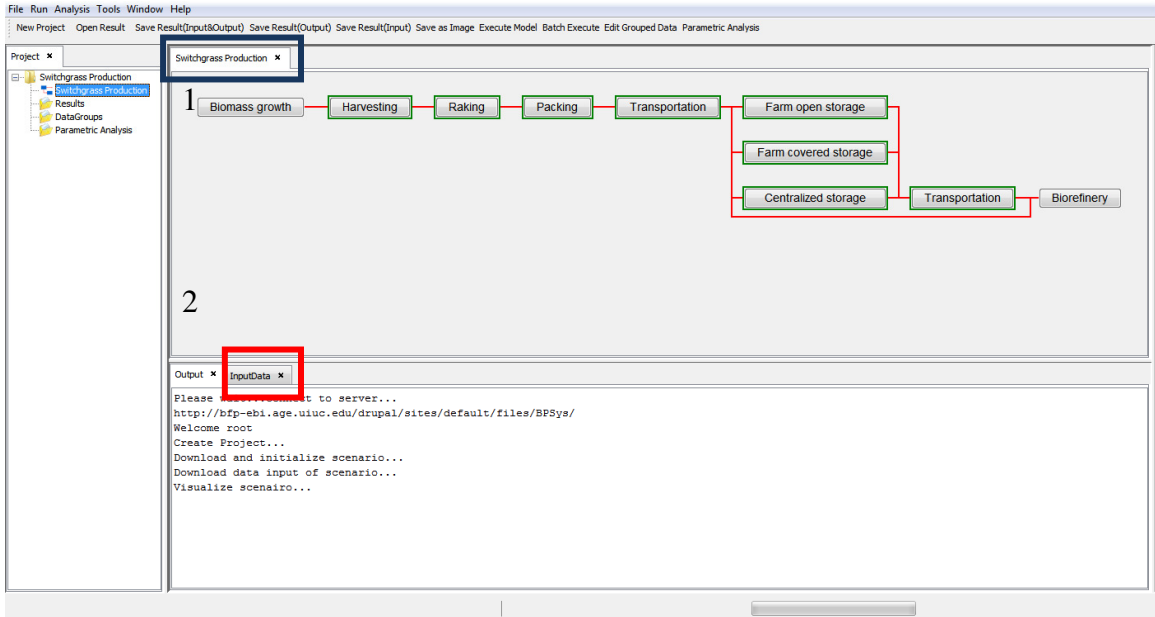 File Run Analysis Tools Window Help
New Project Open Result Save Result(Input&Output) Save Result(Output) Save Result(Input) Save as Image Execute Model Batch Execute Edit Grouped Data Parametric Analysis
Project ×
Switchgrass Production
Switchgrass Production
Results
DataGroups
Parametric Analysis
Switchgrass Production ×
1 Biomass growth Harvesting Raking Packing Transportation Farm open storage
Farm covered storage
Centralized storage Transportation Biorefinery
2
Output × InputData ×
Please to server...
http://bfp-ebi.age.uiuc.edu/drupal/sites/default/files/BPSys/
Welcome root
Create Project...
Download and initialize scenario...
Download data input of scenario...
Visualize scenairo...